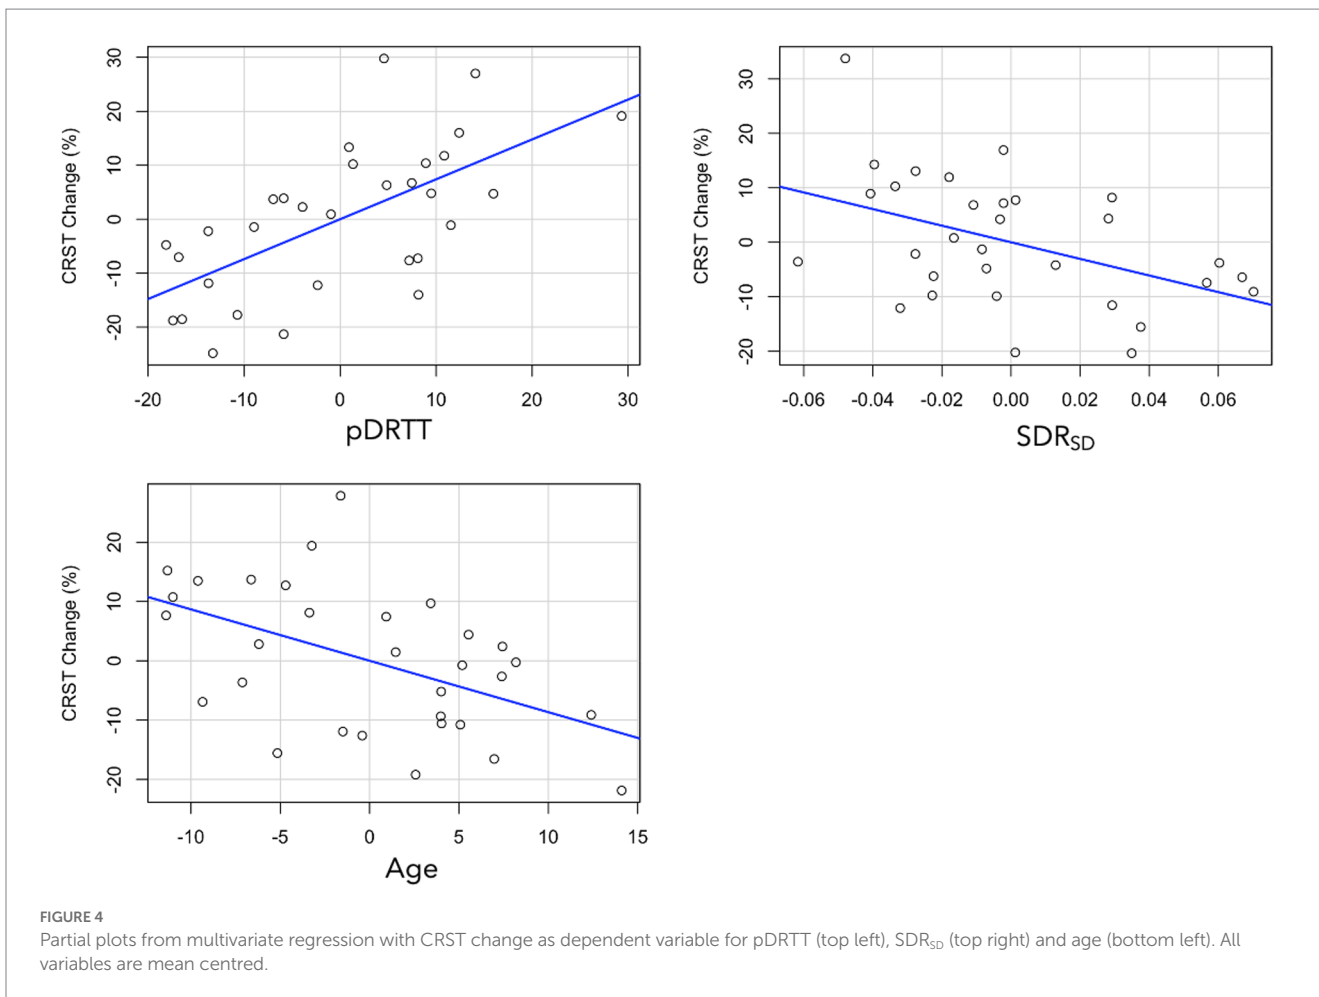 CRST Change (%)
30
20
10
0
-10
-20
-20 -10 0 10 20 30
pDRTT
CRST Change (%)
30
20
10
0
-10
-20
-0.06 -0.04 -0.02 0.00 0.02 0.04 0.06
SDRSD
CRST Change (%)
20
10
0
-10
-20
-10 -5 0 5 10 15
Age
FIGURE 4
Partial plots from multivariate regression with CRST change as dependent variable for pDRTT (top left), SDRSD (top right) and age (bottom left). All
variables are mean centred.